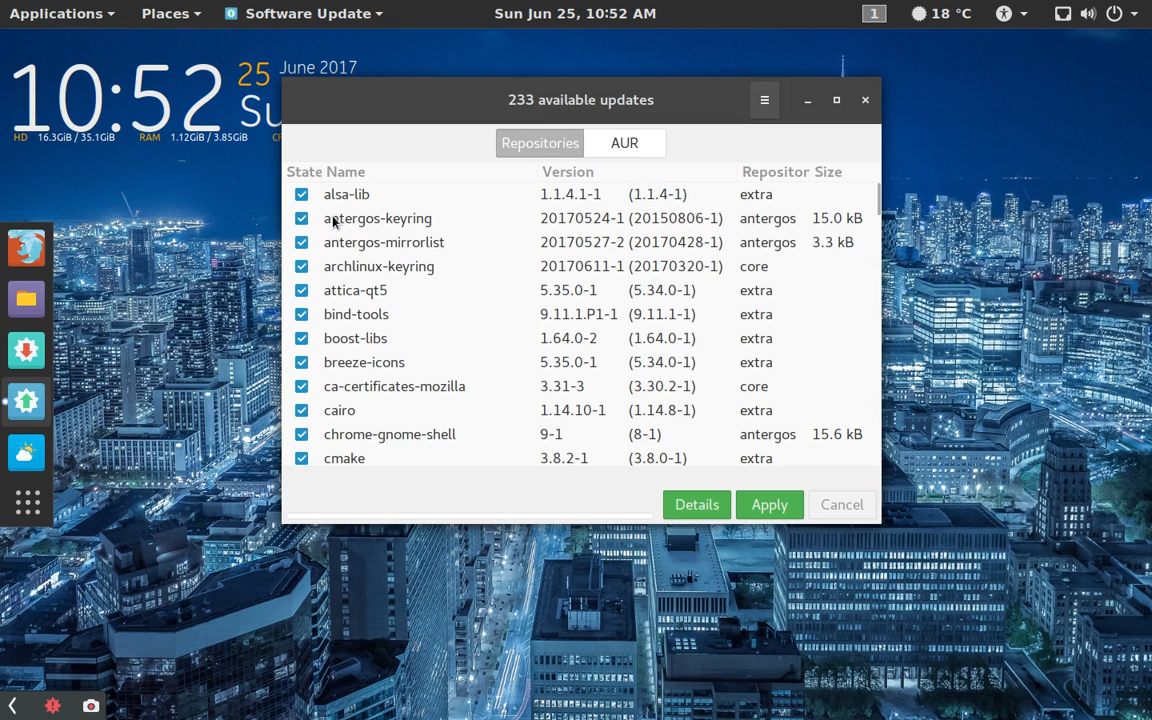 Applications Places Software Update Sun Jun 25, 10:52 AM 1 18 °C
10:52 25 June 2017
Su
HD 16.3GiB / 35.1GiB RAM 1.12GiB / 3.85GiB
233 available updates
Repositories AUR
State Name Version Repositor Size
alsa-lib 1.1.4.1-1 (1.1.4-1) extra
antergos-keyring 20170524-1 (20150806-1) antergos 15.0 kB
antergos-mirrorlist 20170527-2 (20170428-1) antergos 3.3 kB
archlinux-keyring 20170611-1 (20170320-1) core
attica-qt5 5.35.0-1 (5.34.0-1) extra
bind-tools 9.11.1.P1-1 (9.11.1-1) extra
boost-libs 1.64.0-2 (1.64.0-1) extra
breeze-icons 5.35.0-1 (5.34.0-1) extra
ca-certificates-mozilla 3.31-3 (3.30.2-1) core
cairo 1.14.10-1 (1.14.8-1) extra
chrome-gnome-shell 9-1 (8-1) antergos 15.6 kB
cmake 3.8.2-1 (3.8.0-1) extra
Details Apply Cancel